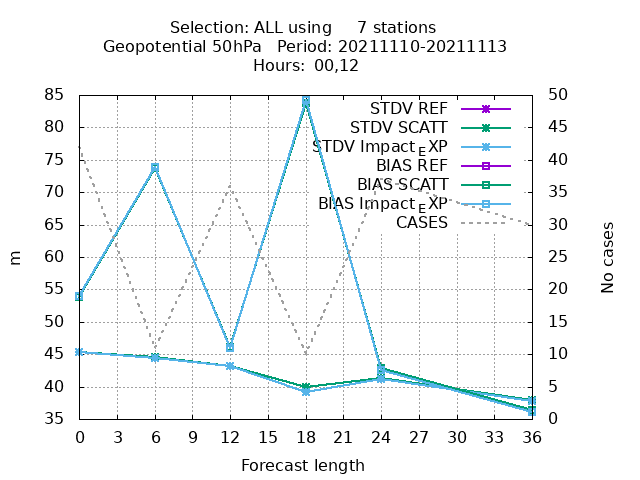 Selection: ALL using 7 stations
Geopotential 50hPa Period: 20211110-20211113
Hours: 00,12
85
80
75
70
65
60
55
50
45
40
35
m
50
45
40
35
30
25
20
15
10
5
0
No cases
STDV REF
STDV SCATT
STDV Impact_EXP
BIAS REF
BIAS SCATT
BIAS Impact_EXP
CASES
0 3 6 9 12 15 18 21 24 27 30 33 36
Forecast length